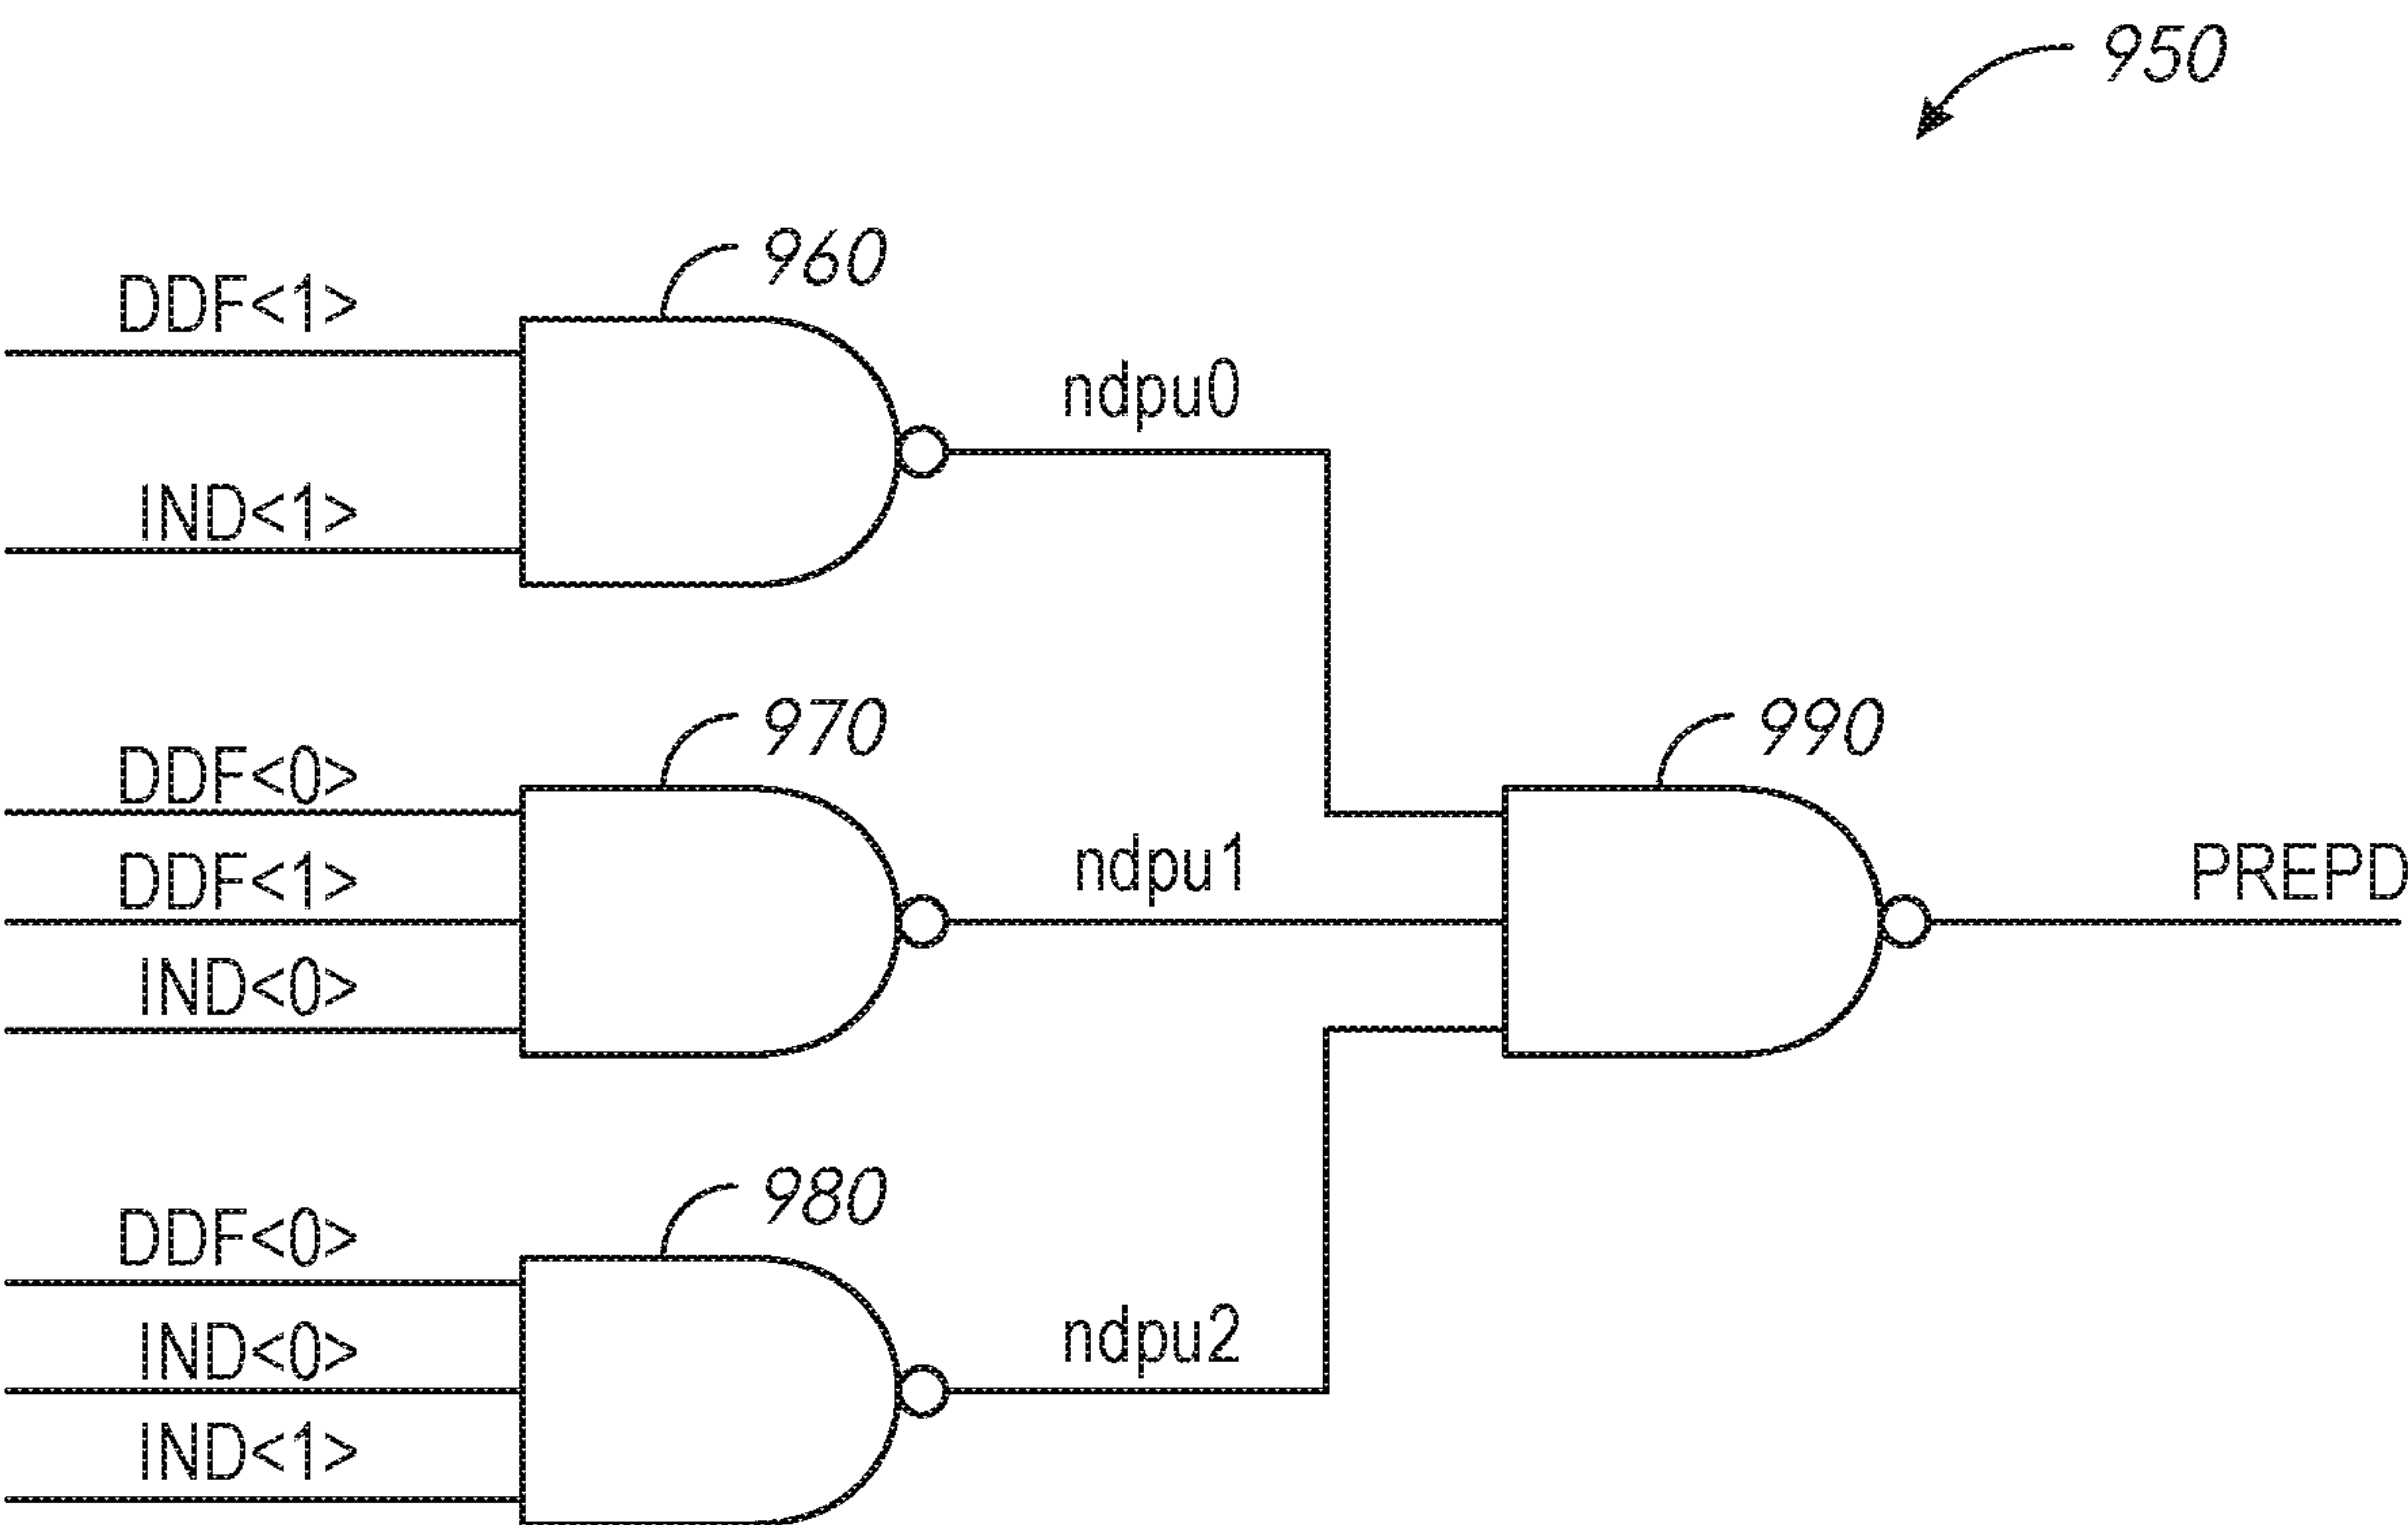 950
960
DDF<1>
ndpu0
IND<1>
970
990
DDF<0>
DDF<1>
ndpu1
PREPD
IND<0>
980
DDF<0>
ndpu2
IND<0>
IND<1>